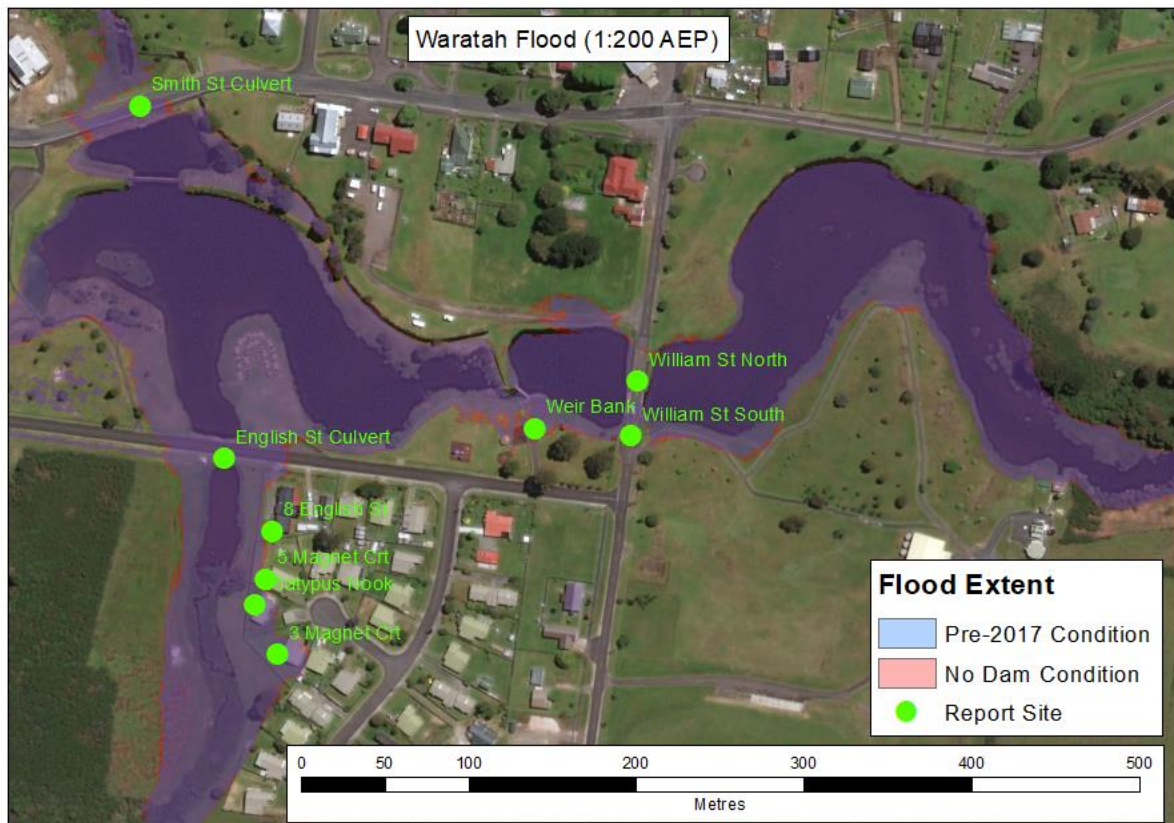 Waratah Flood (1:200 AEP)
Smith St Culvert
William St North
Weir Bank
William St South
English St Culvert
8 English St
5 Magnet Crt
latypus Nook
3 Magnet Crt
Flood Extent
Pre-2017 Condition
No Dam Condition
Report Site
0 50 100 200 300 400 500
Metres